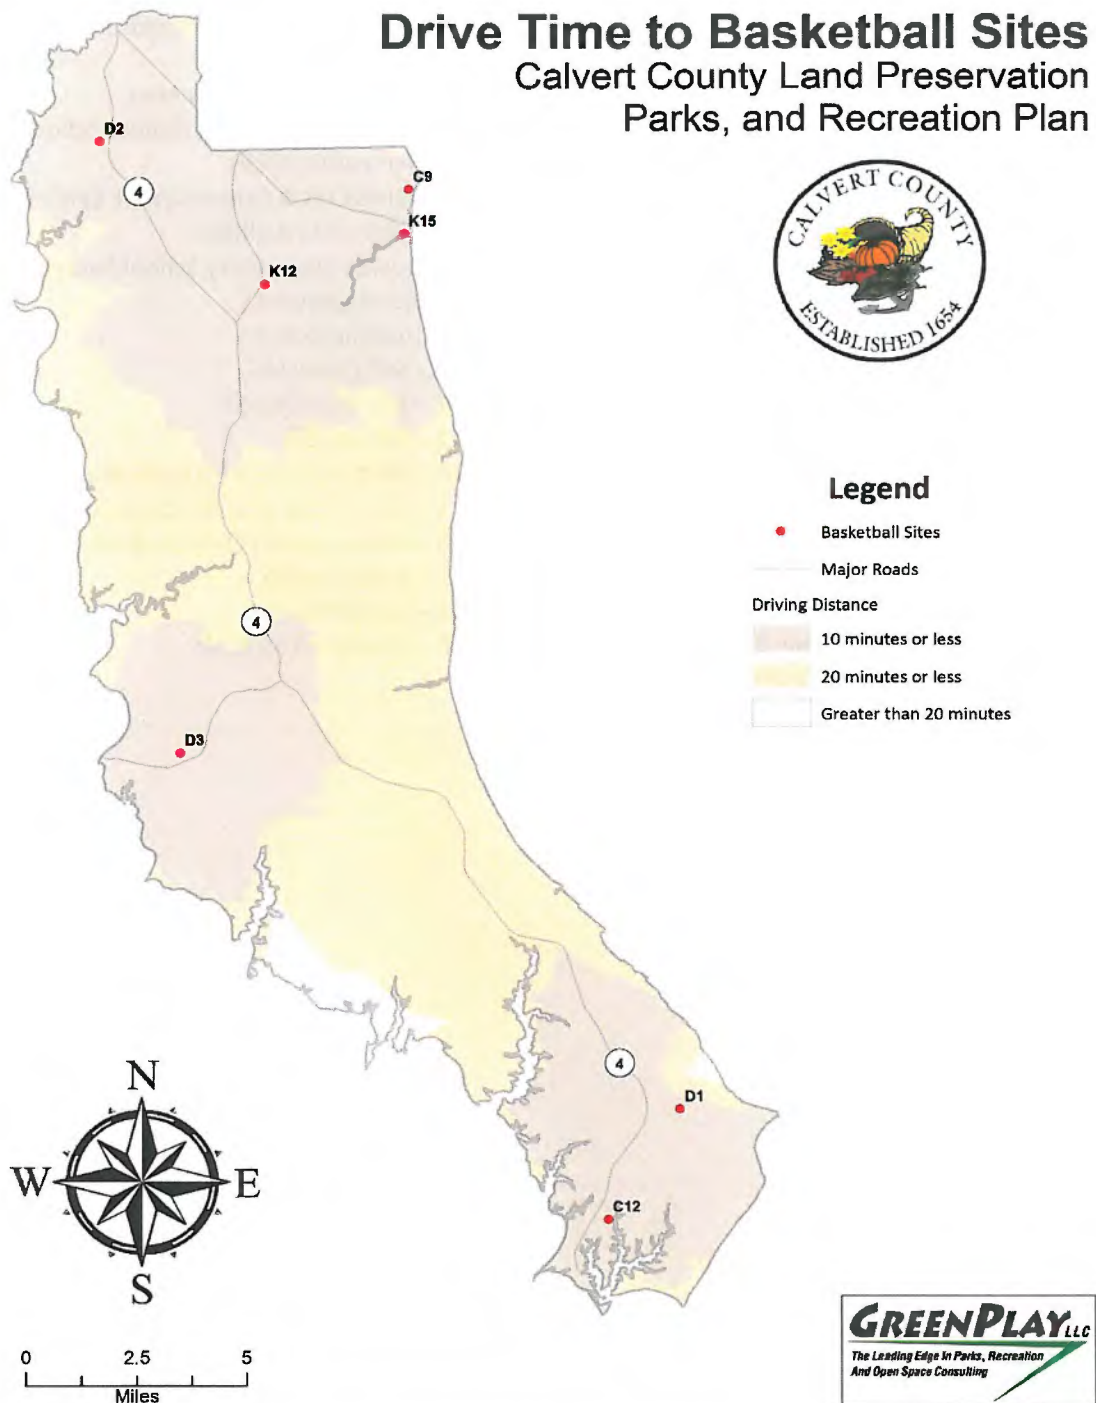 Drive Time to Basketball Sites
Calvert County Land Preservation
Parks, and Recreation Plan
CALVERT COUNTY
ESTABLISHED 1654
D2
4
C9
K15
K12
Legend
Basketball Sites
Major Roads
Driving Distance
10 minutes or less
20 minutes or less
Greater than 20 minutes
4
D3
4
D1
C12
N
W
E
S
0 2.5 5
Miles
GREENPLAY LLC
The Leading Edge In Parks, Recreation
And Open Space Consulting